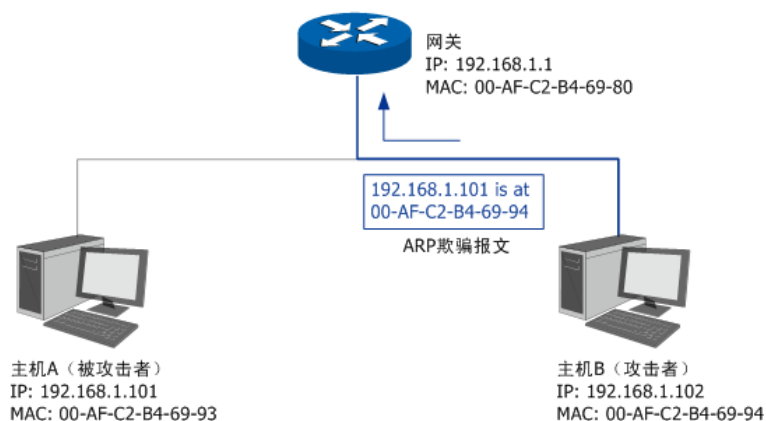 网关
IP: 192.168.1.1
MAC: 00-AF-C2-B4-69-80
192.168.1.101 is at
00-AF-C2-B4-69-94
ARP欺骗报文
主机A（被攻击者）
IP: 192.168.1.101
MAC: 00-AF-C2-B4-69-93
主机B（攻击者）
IP: 192.168.1.102
MAC: 00-AF-C2-B4-69-94